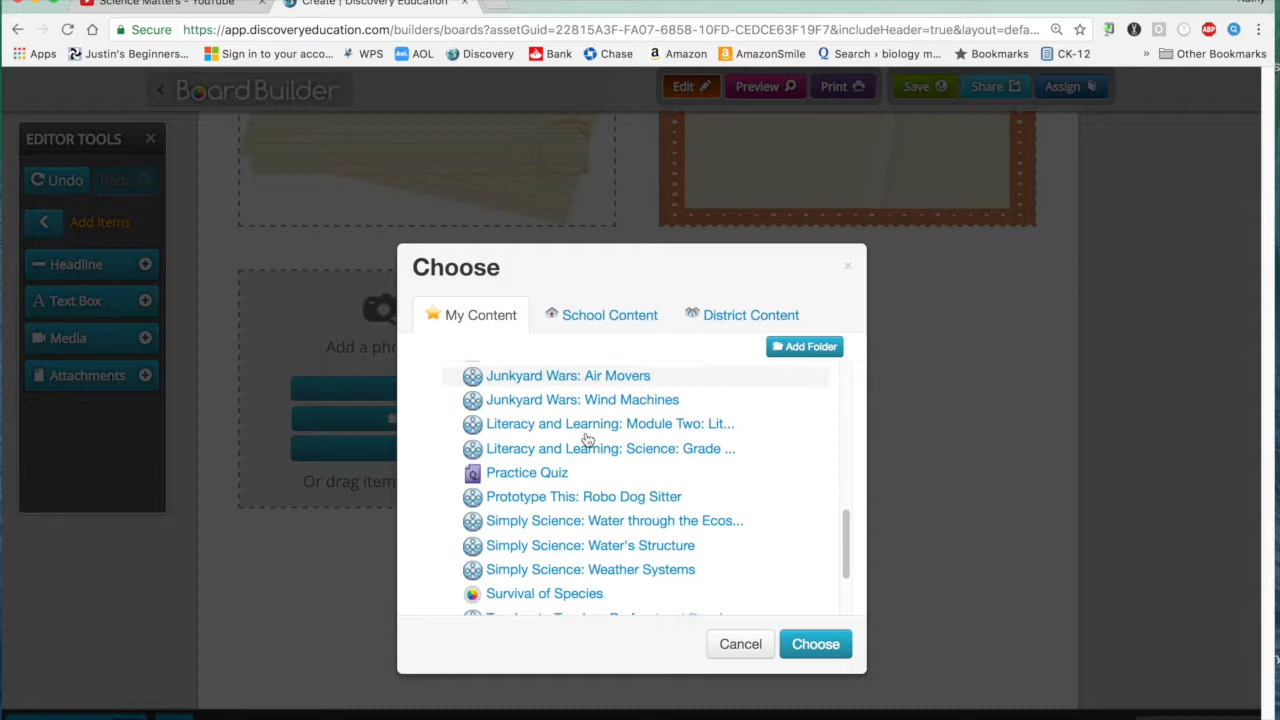 Science Matters - YouTube
Create | Discovery Education
Secure https://app.discoveryeducation.com/builders/boards?assetGuid=22815A3F-FA07-6858-10FD-CEDCE63F19F7&includeHeader=true&layout=defa...
ABP
Apps Justin's Beginners... Sign in to your acco... WPS AOL Discovery Bank Chase Amazon AmazonSmile Search › biology m... Bookmarks CK-12 » Other Bookmarks
BoardBuilder Edit Preview Print Save Share Assign
EDITOR TOOLS
Undo Redo
Add Items
Headline
Text Box
Media
Attachments
Add a pho
Or drag item
Choose
My Content School Content District Content
Add Folder
Junkyard Wars: Air Movers
Junkyard Wars: Wind Machines
Literacy and Learning: Module Two: Lit...
Literacy and Learning: Science: Grade ...
Practice Quiz
Prototype This: Robo Dog Sitter
Simply Science: Water through the Ecos...
Simply Science: Water's Structure
Simply Science: Weather Systems
Survival of Species
Cancel Choose